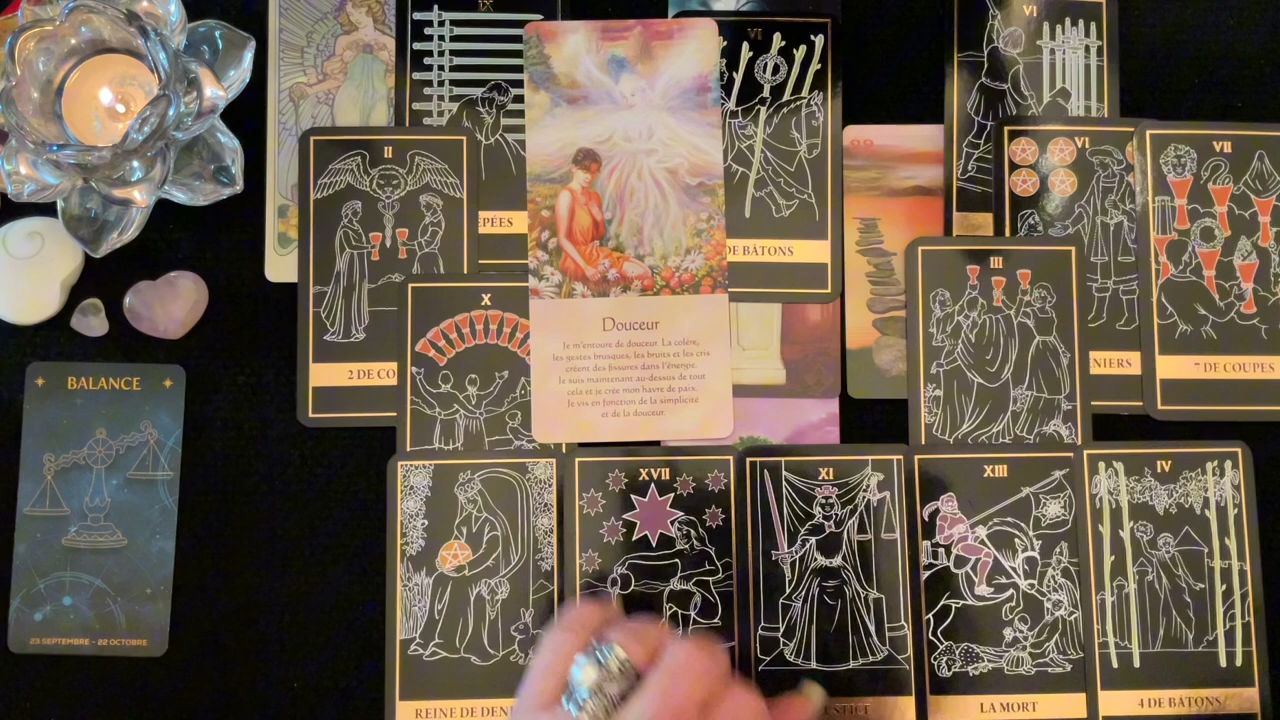 IX
VI
VI
II
VI
VII
ÉPÉES
DE BÂTONS
III
X
Douceur
Je m'entoure de douceur. La colère,
les gestes brusques, les bruits et les cris
créent des fissures dans l'énergie.
Je suis maintenant au-dessus de tout
cela et je crée mon havre de paix.
Je vis en fonction de la simplicité
et de la douceur.
2 DE CO
NIERS
7 DE COUPES
BALANCE
23 SEPTEMBRE - 22 OCTOBRE
XVII
XI
XIII
IV
REINE DE DEN
STICE
LA MORT
4 DE BÂTONS